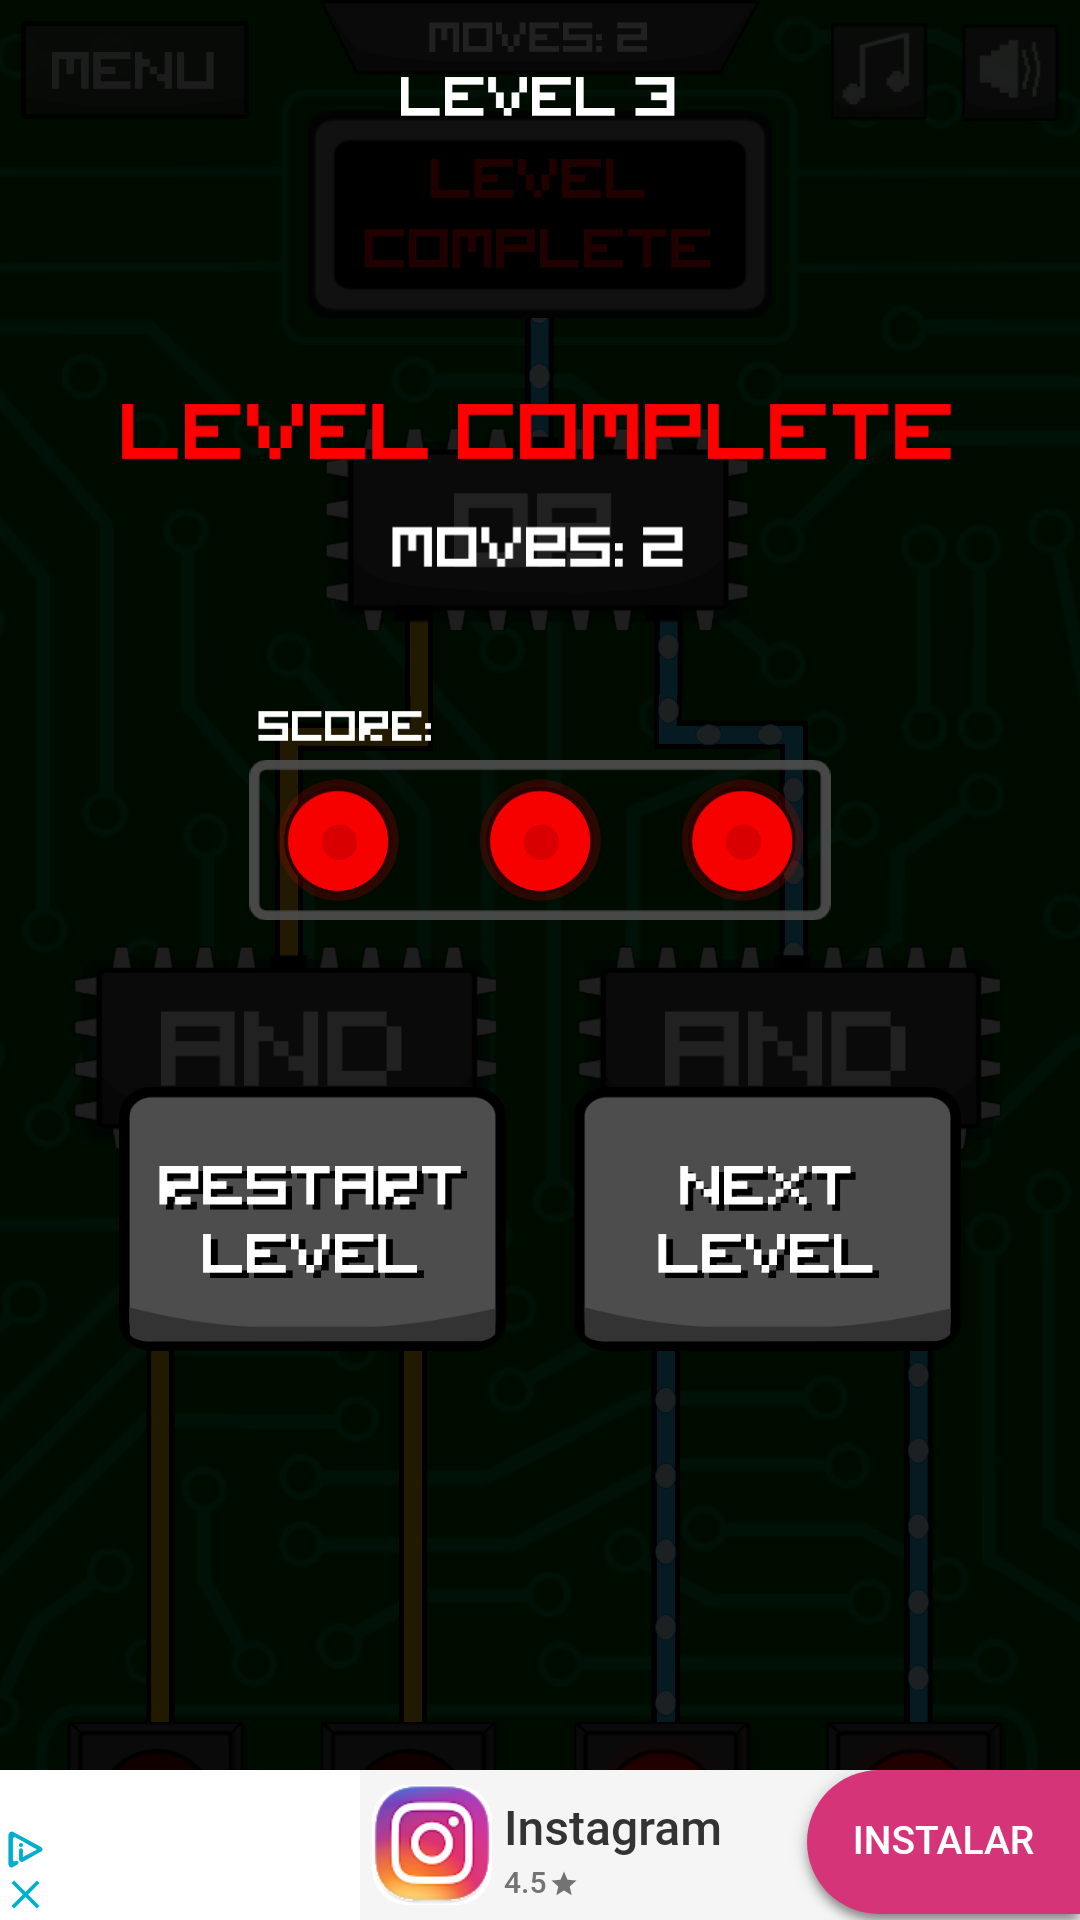 MOVES: 2
MENU
LEVEL 3
LEVEL
COMPLETE
LEVEL COMPLETE
OR
MOVES: 2
SCORE:
AND AND
RESTART
LEVEL
NEXT
LEVEL
Instagram
4.5★
INSTALAR